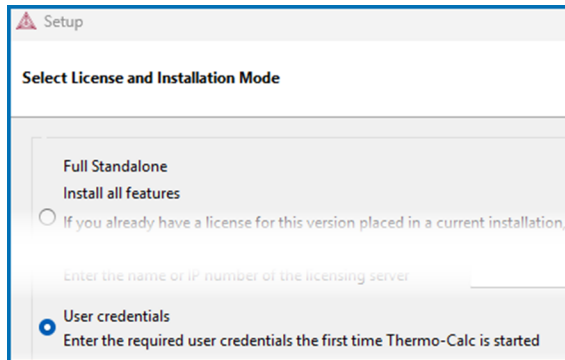 Setup
Select License and Installation Mode
Full Standalone
Install all features
If you already have a license for this version placed in a current installation,
Enter the name or IP number of the licensing server
User credentials
Enter the required user credentials the first time Thermo-Calc is started